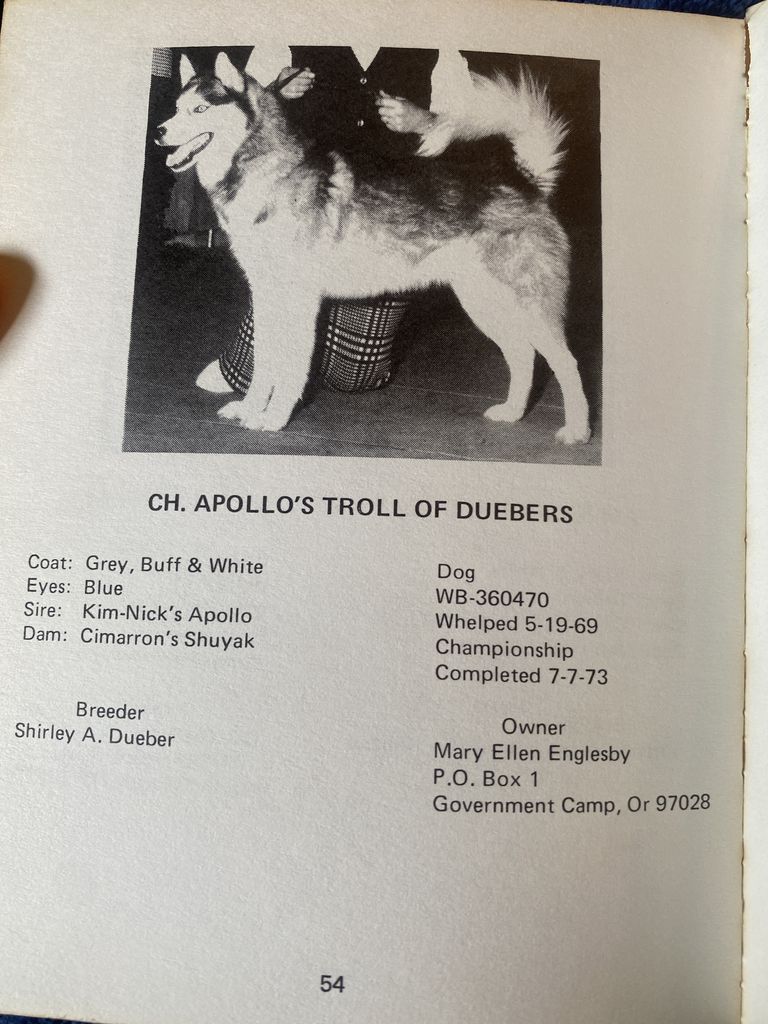 CH. APOLLO'S TROLL OF DUEBERS
Coat: Grey, Buff & White
Eyes: Blue
Sire: Kim-Nick's Apollo
Dam: Cimarron's Shuyak
Dog
WB-360470
Whelped 5-19-69
Championship
Completed 7-7-73
Breeder
Shirley A. Dueber
Owner
Mary Ellen Englesby
P.O. Box 1
Government Camp, Or 97028
54